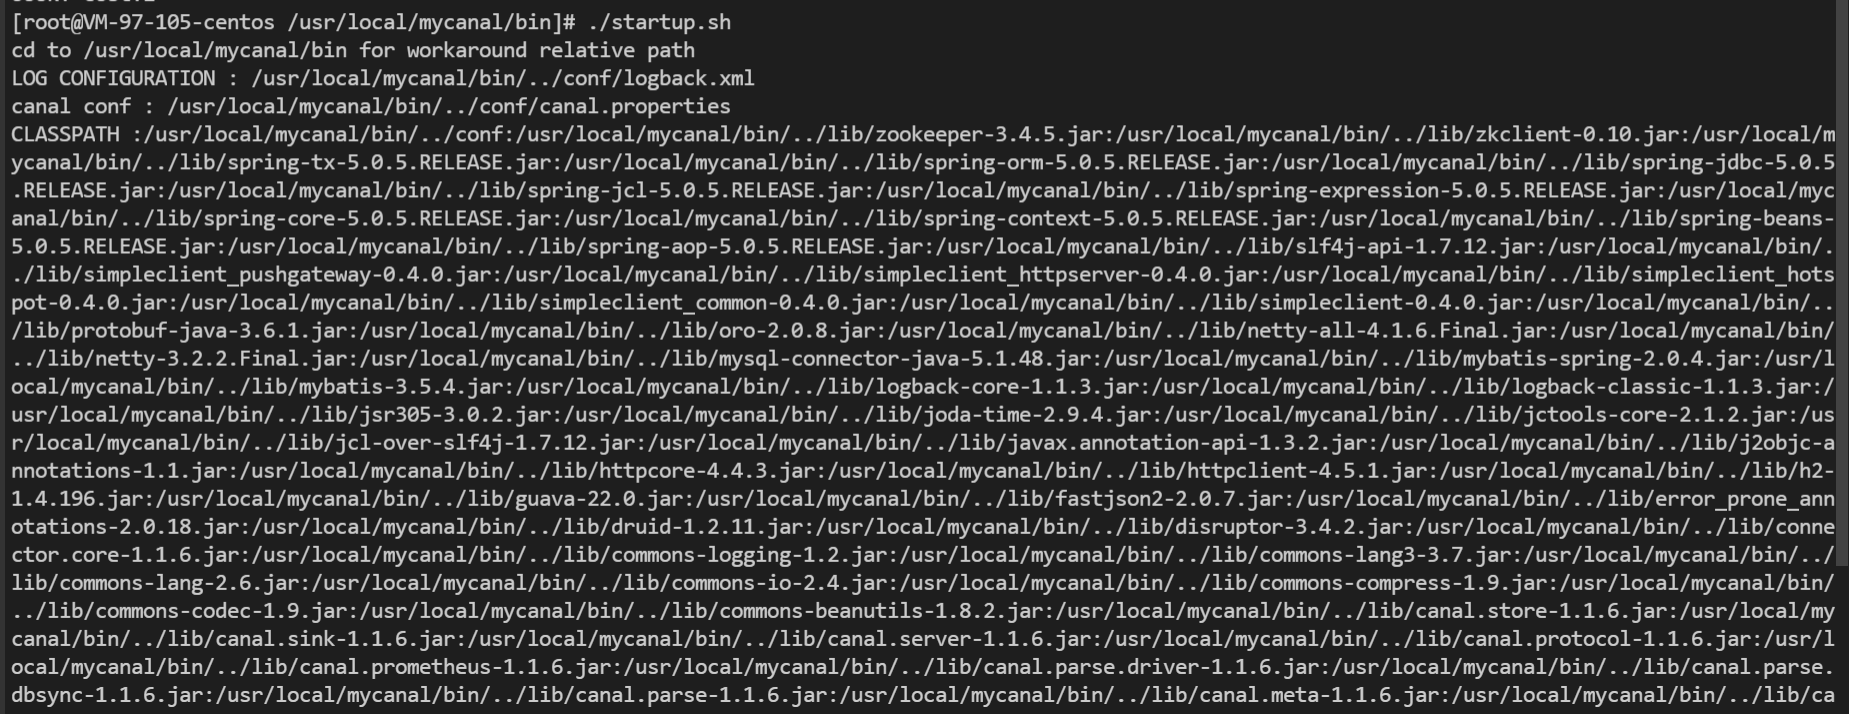 [root@VM-97-105-centos /usr/local/mycanal/bin]# ./startup.sh
cd to /usr/local/mycanal/bin for workaround relative path
LOG CONFIGURATION : /usr/local/mycanal/bin/../conf/logback.xml
canal conf : /usr/local/mycanal/bin/../conf/canal.properties
CLASSPATH :/usr/local/mycanal/bin/../conf:/usr/local/mycanal/bin/../lib/zookeeper-3.4.5.jar:/usr/local/mycanal/bin/../lib/zkclient-0.10.jar:/usr/local/m
ycanal/bin/../lib/spring-tx-5.0.5.RELEASE.jar:/usr/local/mycanal/bin/../lib/spring-orm-5.0.5.RELEASE.jar:/usr/local/mycanal/bin/../lib/spring-jdbc-5.0.5
.RELEASE.jar:/usr/local/mycanal/bin/../lib/spring-jcl-5.0.5.RELEASE.jar:/usr/local/mycanal/bin/../lib/spring-expression-5.0.5.RELEASE.jar:/usr/local/myc
anal/bin/../lib/spring-core-5.0.5.RELEASE.jar:/usr/local/mycanal/bin/../lib/spring-context-5.0.5.RELEASE.jar:/usr/local/mycanal/bin/../lib/spring-beans-
5.0.5.RELEASE.jar:/usr/local/mycanal/bin/../lib/spring-aop-5.0.5.RELEASE.jar:/usr/local/mycanal/bin/../lib/slf4j-api-1.7.12.jar:/usr/local/mycanal/bin/.
./lib/simpleclient_pushgateway-0.4.0.jar:/usr/local/mycanal/bin/../lib/simpleclient_httpserver-0.4.0.jar:/usr/local/mycanal/bin/../lib/simpleclient_hots
pot-0.4.0.jar:/usr/local/mycanal/bin/../lib/simpleclient_common-0.4.0.jar:/usr/local/mycanal/bin/../lib/simpleclient-0.4.0.jar:/usr/local/mycanal/bin/..
/lib/protobuf-java-3.6.1.jar:/usr/local/mycanal/bin/../lib/oro-2.0.8.jar:/usr/local/mycanal/bin/../lib/netty-all-4.1.6.Final.jar:/usr/local/mycanal/bin/
../lib/netty-3.2.2.Final.jar:/usr/local/mycanal/bin/../lib/mysql-connector-java-5.1.48.jar:/usr/local/mycanal/bin/../lib/mybatis-spring-2.0.4.jar:/usr/l
ocal/mycanal/bin/../lib/mybatis-3.5.4.jar:/usr/local/mycanal/bin/../lib/logback-core-1.1.3.jar:/usr/local/mycanal/bin/../lib/logback-classic-1.1.3.jar:/
usr/local/mycanal/bin/../lib/jsr305-3.0.2.jar:/usr/local/mycanal/bin/../lib/joda-time-2.9.4.jar:/usr/local/mycanal/bin/../lib/jctools-core-2.1.2.jar:/us
r/local/mycanal/bin/../lib/jcl-over-slf4j-1.7.12.jar:/usr/local/mycanal/bin/../lib/javax.annotation-api-1.3.2.jar:/usr/local/mycanal/bin/../lib/j2objc-a
nnotations-1.1.jar:/usr/local/mycanal/bin/../lib/httpcore-4.4.3.jar:/usr/local/mycanal/bin/../lib/httpclient-4.5.1.jar:/usr/local/mycanal/bin/../lib/h2-
1.4.196.jar:/usr/local/mycanal/bin/../lib/guava-22.0.jar:/usr/local/mycanal/bin/../lib/fastjson2-2.0.7.jar:/usr/local/mycanal/bin/../lib/error_prone_ann
otations-2.0.18.jar:/usr/local/mycanal/bin/../lib/druid-1.2.11.jar:/usr/local/mycanal/bin/../lib/disruptor-3.4.2.jar:/usr/local/mycanal/bin/../lib/conne
ctor.core-1.1.6.jar:/usr/local/mycanal/bin/../lib/commons-logging-1.2.jar:/usr/local/mycanal/bin/../lib/commons-lang3-3.7.jar:/usr/local/mycanal/bin/../
lib/commons-lang-2.6.jar:/usr/local/mycanal/bin/../lib/commons-io-2.4.jar:/usr/local/mycanal/bin/../lib/commons-compress-1.9.jar:/usr/local/mycanal/bin/
../lib/commons-codec-1.9.jar:/usr/local/mycanal/bin/../lib/commons-beanutils-1.8.2.jar:/usr/local/mycanal/bin/../lib/canal.store-1.1.6.jar:/usr/local/my
canal/bin/../lib/canal.sink-1.1.6.jar:/usr/local/mycanal/bin/../lib/canal.server-1.1.6.jar:/usr/local/mycanal/bin/../lib/canal.protocol-1.1.6.jar:/usr/l
ocal/mycanal/bin/../lib/canal.prometheus-1.1.6.jar:/usr/local/mycanal/bin/../lib/canal.parse.driver-1.1.6.jar:/usr/local/mycanal/bin/../lib/canal.parse.
dbsync-1.1.6.jar:/usr/local/mycanal/bin/../lib/canal.parse-1.1.6.jar:/usr/local/mycanal/bin/../lib/canal.meta-1.1.6.jar:/usr/local/mycanal/bin/../lib/ca